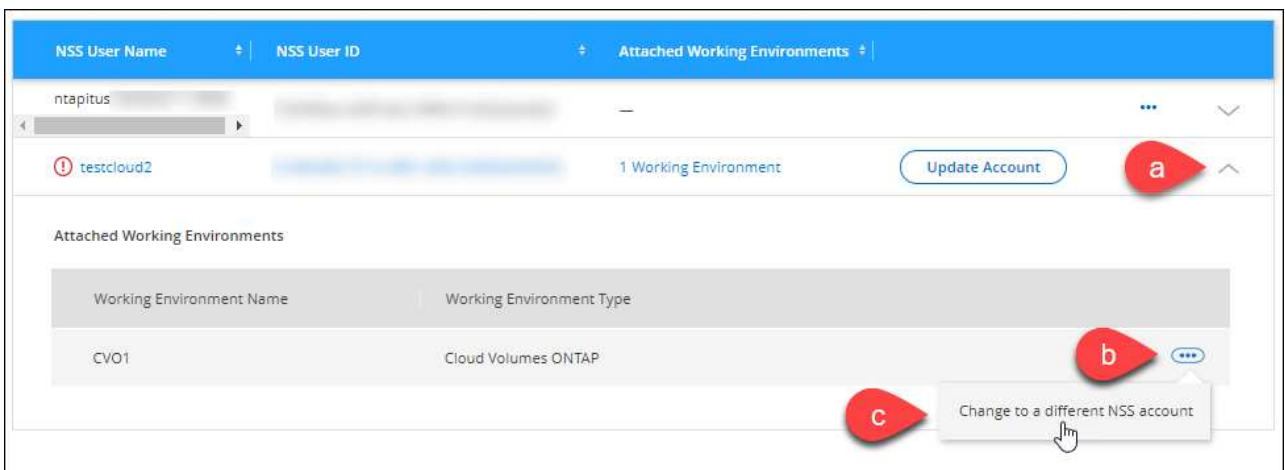 NSS User Name NSS User ID Attached Working Environments
ntapitus
—
testcloud2 1 Working Environment Update Account a
Attached Working Environments
Working Environment Name Working Environment Type
CVO1 Cloud Volumes ONTAP b
c Change to a different NSS account